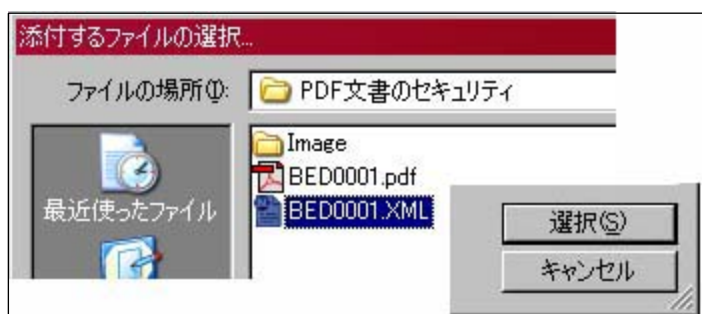 添付するファイルの選択...
ファイルの場所(I):
PDF文書のセキュリティ
Image
BED0001.pdf
BED0001.XML
最近使ったファイル
選択(S)
キャンセル